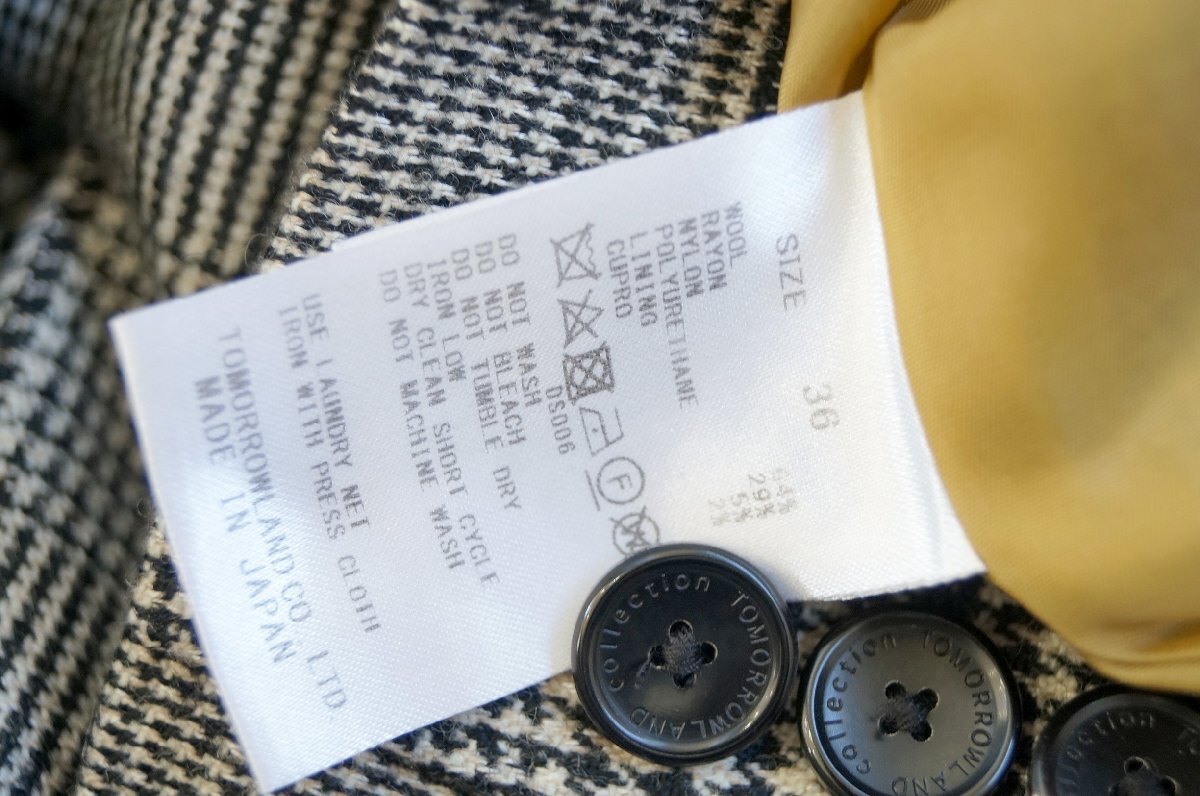 SIZE 36
WOOL 64%
RAYON 29%
NYLON 5%
POLYURETHANE 2%
LINING
CUPRO
F
W
DS006
DO NOT WASH
DO NOT BLEACH
DO NOT TUMBLE DRY
IRON LOW
DRY CLEAN SHORT CYCLE
DO NOT MACHINE WASH
USE LAUNDRY NET
IRON WITH PRESS CLOTH
TOMORROWLAND CO.,LTD.
MADE IN JAPAN
TOMORROWLAND collection
TOMORROWLAND collection
collection